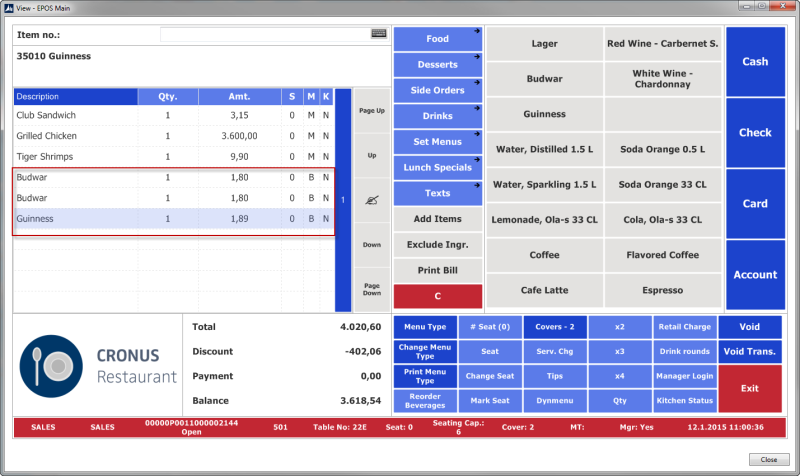 View - EPOS Main
Item no.:
35010 Guinness
Description Qty. Amt. S M K
Club Sandwich 1 3,15 0 M N
Grilled Chicken 1 3.600,00 0 M N
Tiger Shrimps 1 9,90 0 M N
Budwar 1 1,80 0 B N
Budwar 1 1,80 0 B N
Guinness 1 1,89 0 B N
1
Page Up
Up
Down
Page
Down
Food
Desserts
Side Orders
Drinks
Set Menus
Lunch Specials
Texts
Add Items
Exclude Ingr.
Print Bill
C
Lager
Red Wine - Carbernet S.
Budwar
White Wine -
Chardonnay
Guinness
Water, Distilled 1.5 L
Soda Orange 0.5 L
Water, Sparkling 1.5 L
Soda Orange 33 CL
Lemonade, Ola-s 33 CL
Cola, Ola-s 33 CL
Coffee
Flavored Coffee
Cafe Latte
Espresso
Cash
Check
Card
Account
CRONUS
Restaurant
Total 4.020,60
Discount -402,06
Payment 0,00
Balance 3.618,54
Menu Type
# Seat (0)
Covers - 2
x2
Retail Charge
Void
Change Menu
Type
Seat
Serv. Chg
x3
Drink rounds
Void Trans.
Print Menu
Type
Change Seat
Tips
x4
Manager Login
Exit
Reorder
Beverages
Mark Seat
Dynmenu
Qty
Kitchen Status
SALES
SALES
00000P0011000002144
Open
501
Table No: 22E
Seat: 0
Seating Cap.:
6
Cover: 2
MT:
Mgr: Yes
12.1.2015 11:00:36
Close